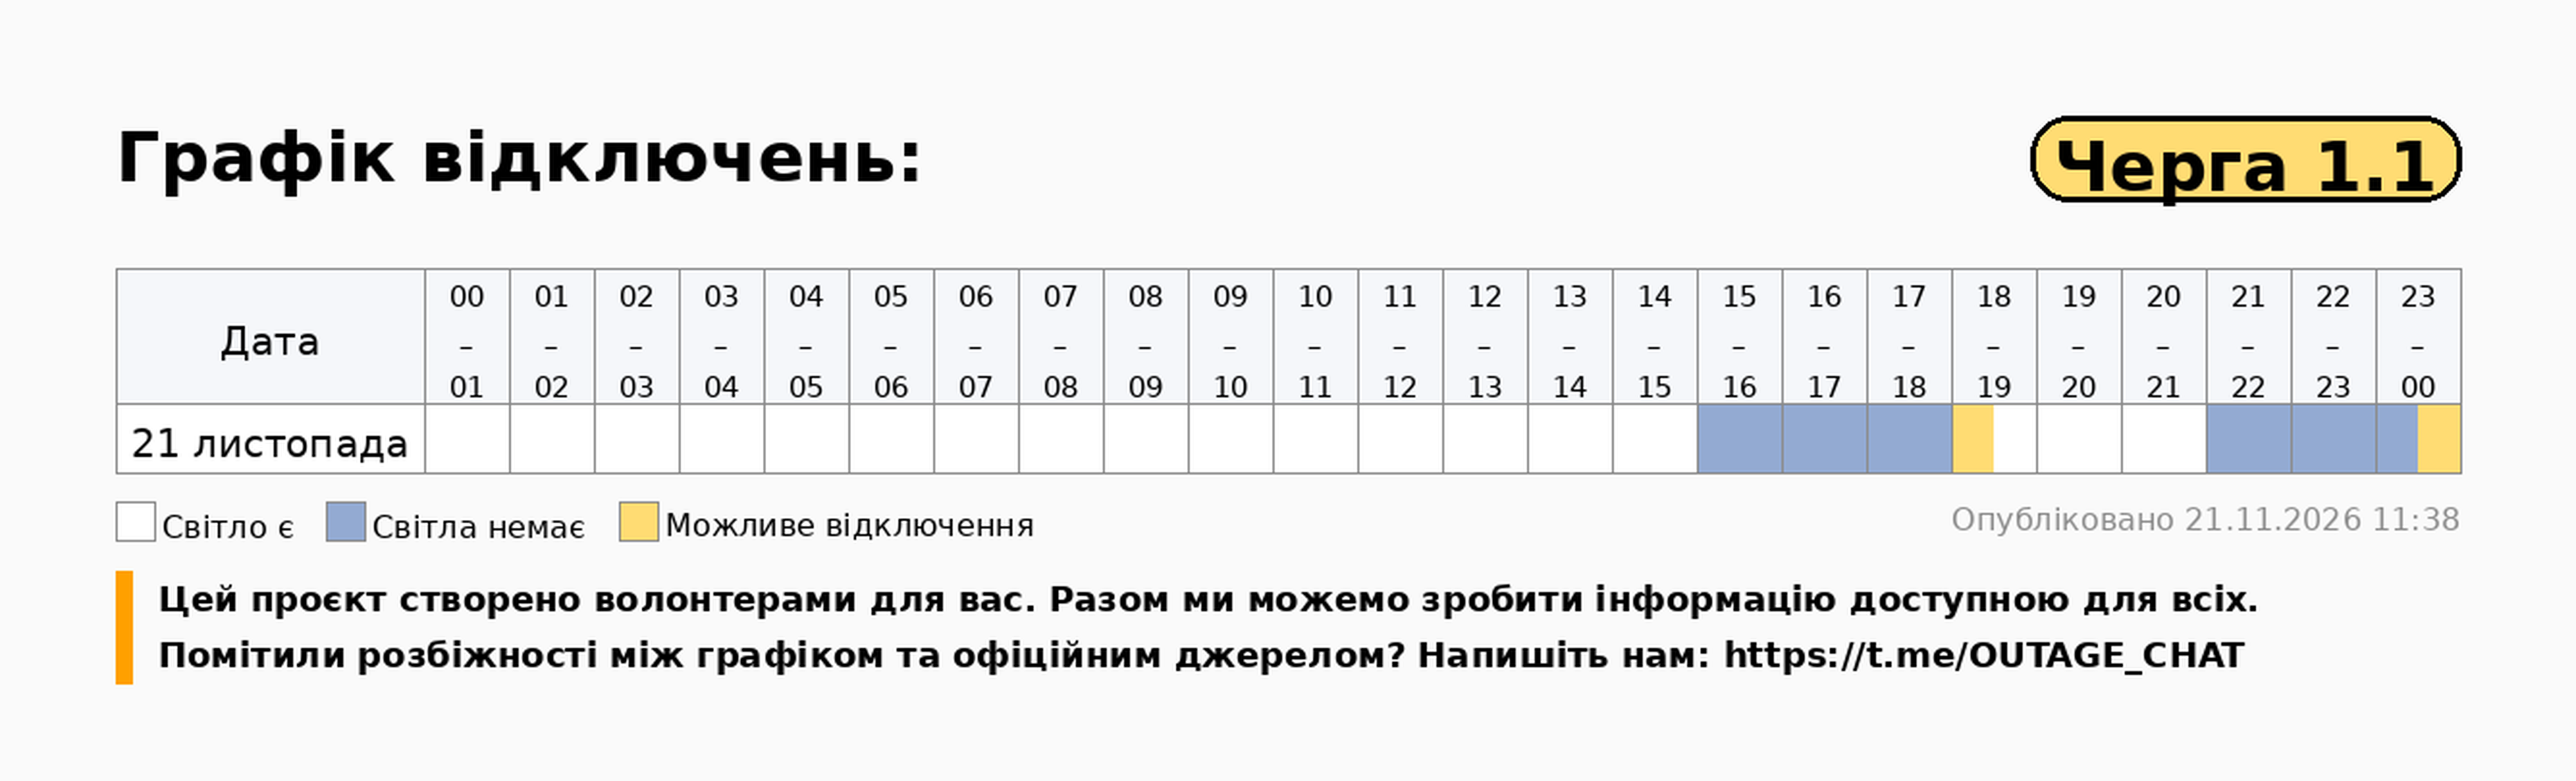 Графік відключень:
Черга 1.1
Дата 00 – 01 01 – 02 02 – 03 03 – 04 04 – 05 05 – 06 06 – 07 07 – 08 08 – 09 09 – 10 10 – 11 11 – 12 12 – 13 13 – 14 14 – 15 15 – 16 16 – 17 17 – 18 18 – 19 19 – 20 20 – 21 21 – 22 22 – 23 23 – 00
21 листопада
Світло є Світла немає Можливе відключення
Опубліковано 21.11.2026 11:38
Цей проєкт створено волонтерами для вас. Разом ми можемо зробити інформацію доступною для всіх.
Помітили розбіжності між графіком та офіційним джерелом? Напишіть нам: https://t.me/OUTAGE_CHAT